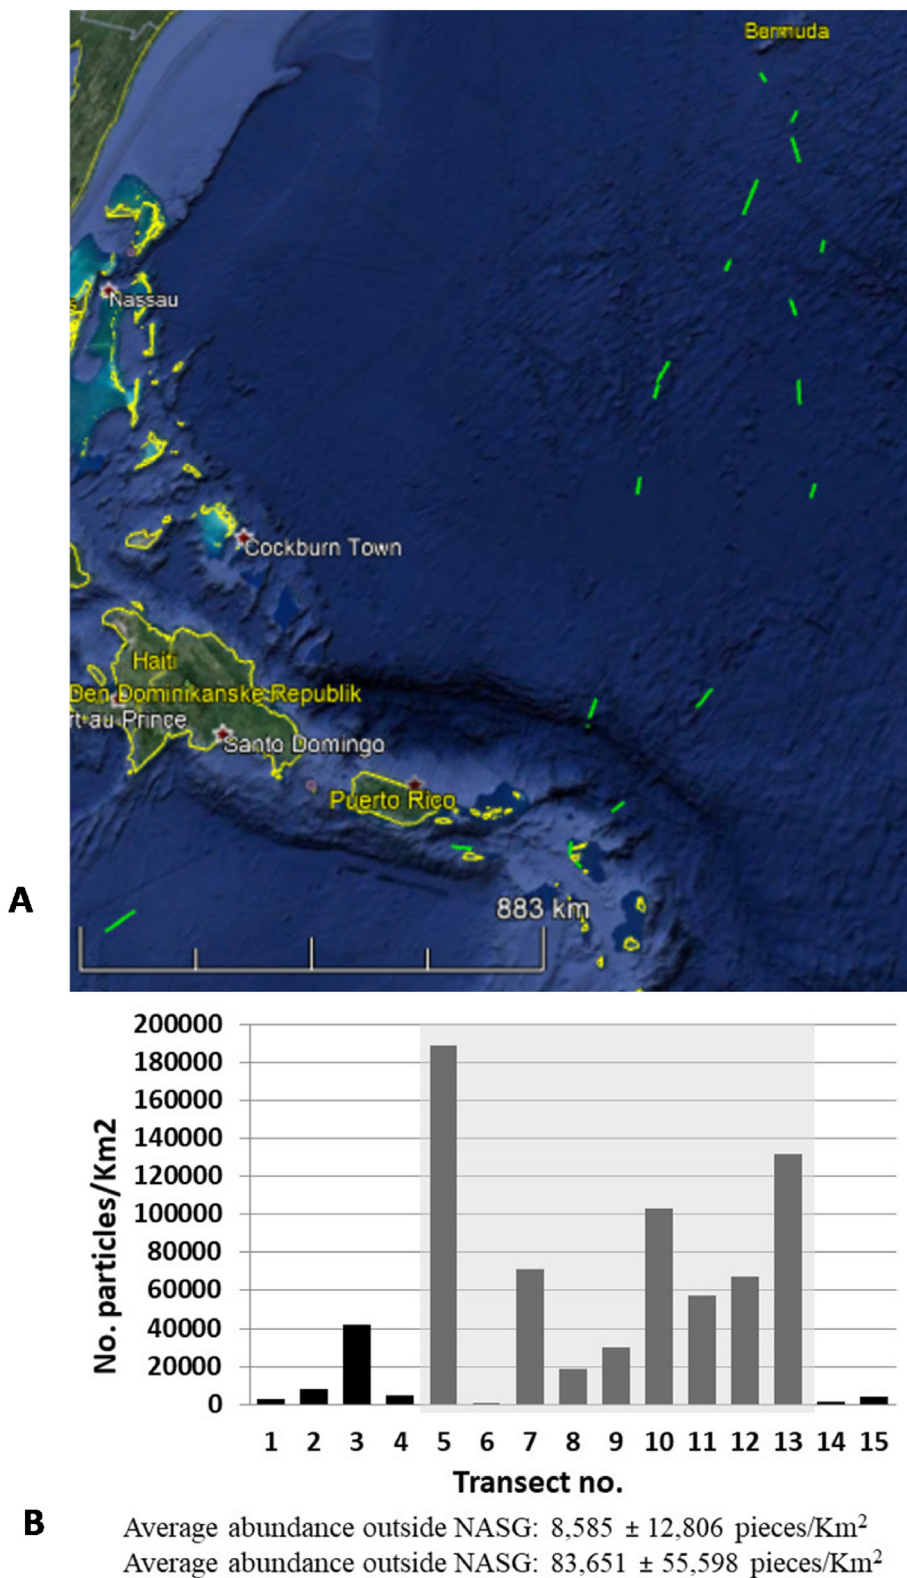 Bermuda
Nassau
Cockburn Town
Haiti
Den Dominikanske Republik
rt au Prince
Santo Domingo
Puerto Rico
883 km
A
200000
180000
160000
140000
120000
100000
80000
60000
40000
20000
0
No. particles/Km2
1 2 3 4 5 6 7 8 9 10 11 12 13 14 15
Transect no.
B
Average abundance outside NASG: 8,585 ± 12,806 pieces/Km²
Average abundance outside NASG: 83,651 ± 55,598 pieces/Km²